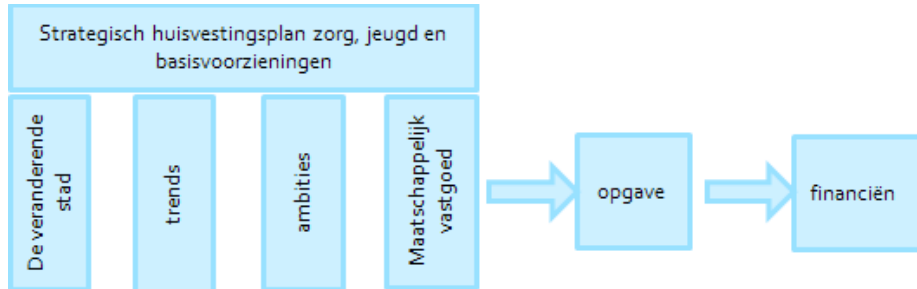 Strategisch huisvestingsplan zorg, jeugd en
basisvoorzieningen
De veranderende
stad
trends
ambities
Maatschappelijk
vastgoed
opgave
financiën